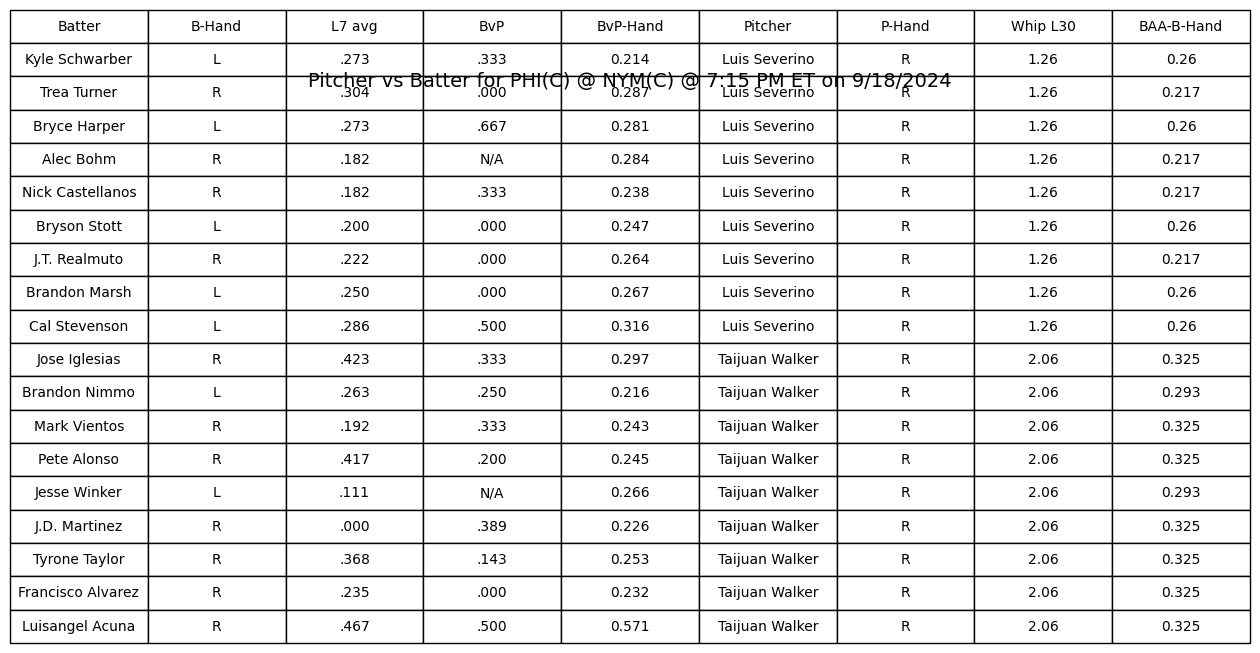 Batter B-Hand L7 avg BvP BvP-Hand Pitcher P-Hand Whip L30 BAA-B-Hand
Kyle Schwarber L .273 .333 0.214 Luis Severino R 1.26 0.26
Pitcher vs Batter for PHI(C) @ NYM(C) @ 7:15 PM ET on 9/18/2024
Trea Turner R .304 .000 0.287 Luis Severino R 1.26 0.217
Bryce Harper L .273 .667 0.281 Luis Severino R 1.26 0.26
Alec Bohm R .182 N/A 0.284 Luis Severino R 1.26 0.217
Nick Castellanos R .182 .333 0.238 Luis Severino R 1.26 0.217
Bryson Stott L .200 .000 0.247 Luis Severino R 1.26 0.26
J.T. Realmuto R .222 .000 0.264 Luis Severino R 1.26 0.217
Brandon Marsh L .250 .000 0.267 Luis Severino R 1.26 0.26
Cal Stevenson L .286 .500 0.316 Luis Severino R 1.26 0.26
Jose Iglesias R .423 .333 0.297 Taijuan Walker R 2.06 0.325
Brandon Nimmo L .263 .250 0.216 Taijuan Walker R 2.06 0.293
Mark Vientos R .192 .333 0.243 Taijuan Walker R 2.06 0.325
Pete Alonso R .417 .200 0.245 Taijuan Walker R 2.06 0.325
Jesse Winker L .111 N/A 0.266 Taijuan Walker R 2.06 0.293
J.D. Martinez R .000 .389 0.226 Taijuan Walker R 2.06 0.325
Tyrone Taylor R .368 .143 0.253 Taijuan Walker R 2.06 0.325
Francisco Alvarez R .235 .000 0.232 Taijuan Walker R 2.06 0.325
Luisangel Acuna R .467 .500 0.571 Taijuan Walker R 2.06 0.325